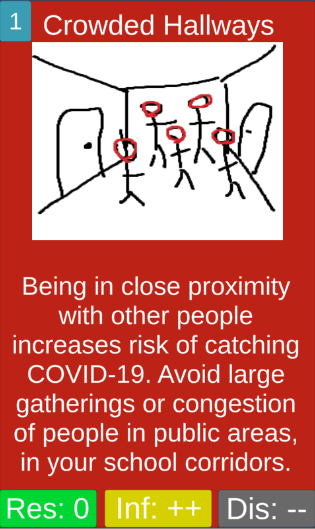 1
Crowded Hallways
Being in close proximity
with other people
increases risk of catching
COVID-19. Avoid large
gatherings or congestion
of people in public areas,
in your school corridors.
Res: 0 Inf: ++ Dis: --